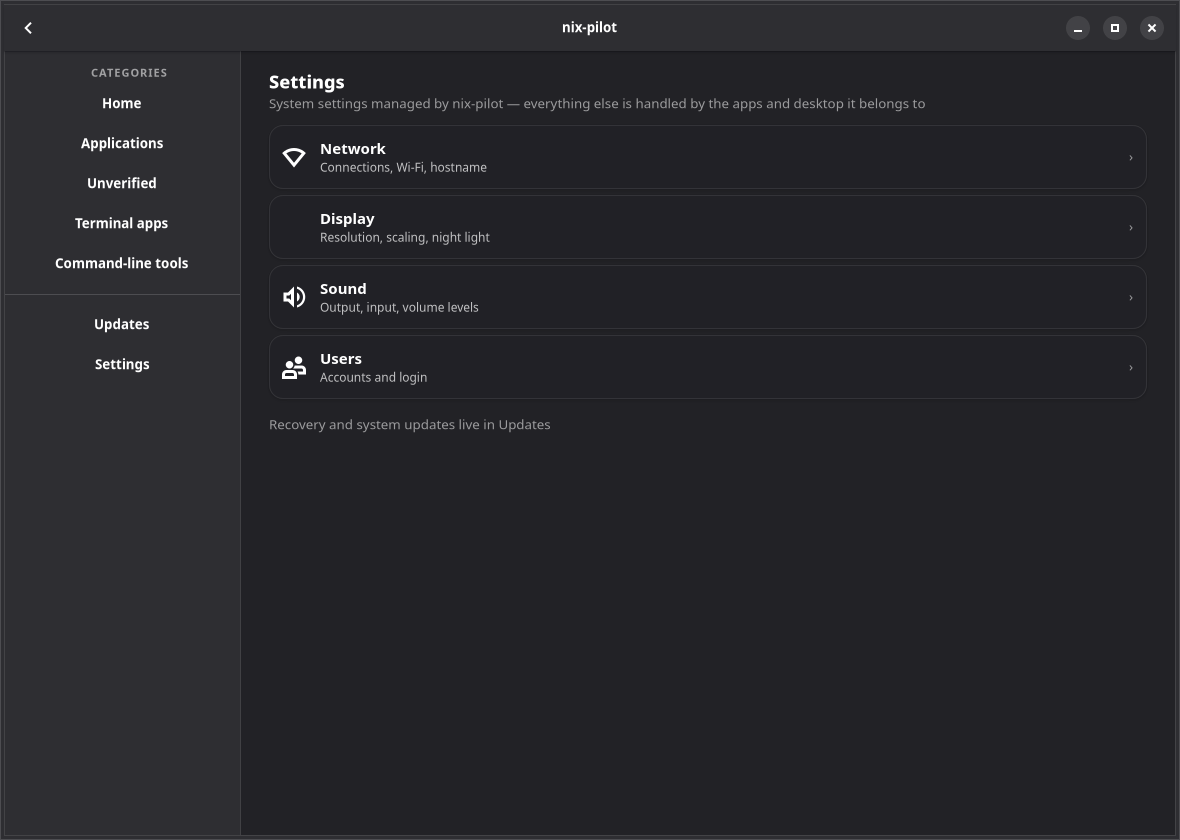 nix-pilot
CATEGORIES
Home
Applications
Unverified
Terminal apps
Command-line tools
Updates
Settings
Settings
System settings managed by nix-pilot — everything else is handled by the apps and desktop it belongs to
Network
Connections, Wi-Fi, hostname
Display
Resolution, scaling, night light
Sound
Output, input, volume levels
Users
Accounts and login
Recovery and system updates live in Updates